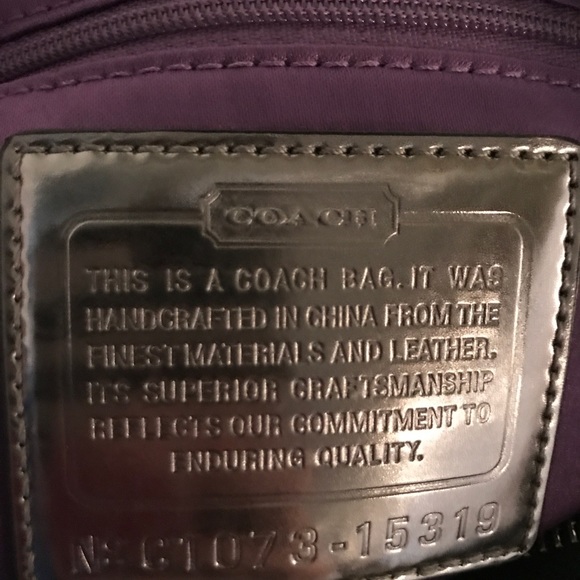 COACH
THIS IS A COACH BAG. IT WAS
HANDCRAFTED IN CHINA FROM THE
FINEST MATERIALS AND LEATHER.
ITS SUPERIOR CRAFTSMANSHIP
REFLECTS OUR COMMITMENT TO
ENDURING QUALITY.
No C1073-15319